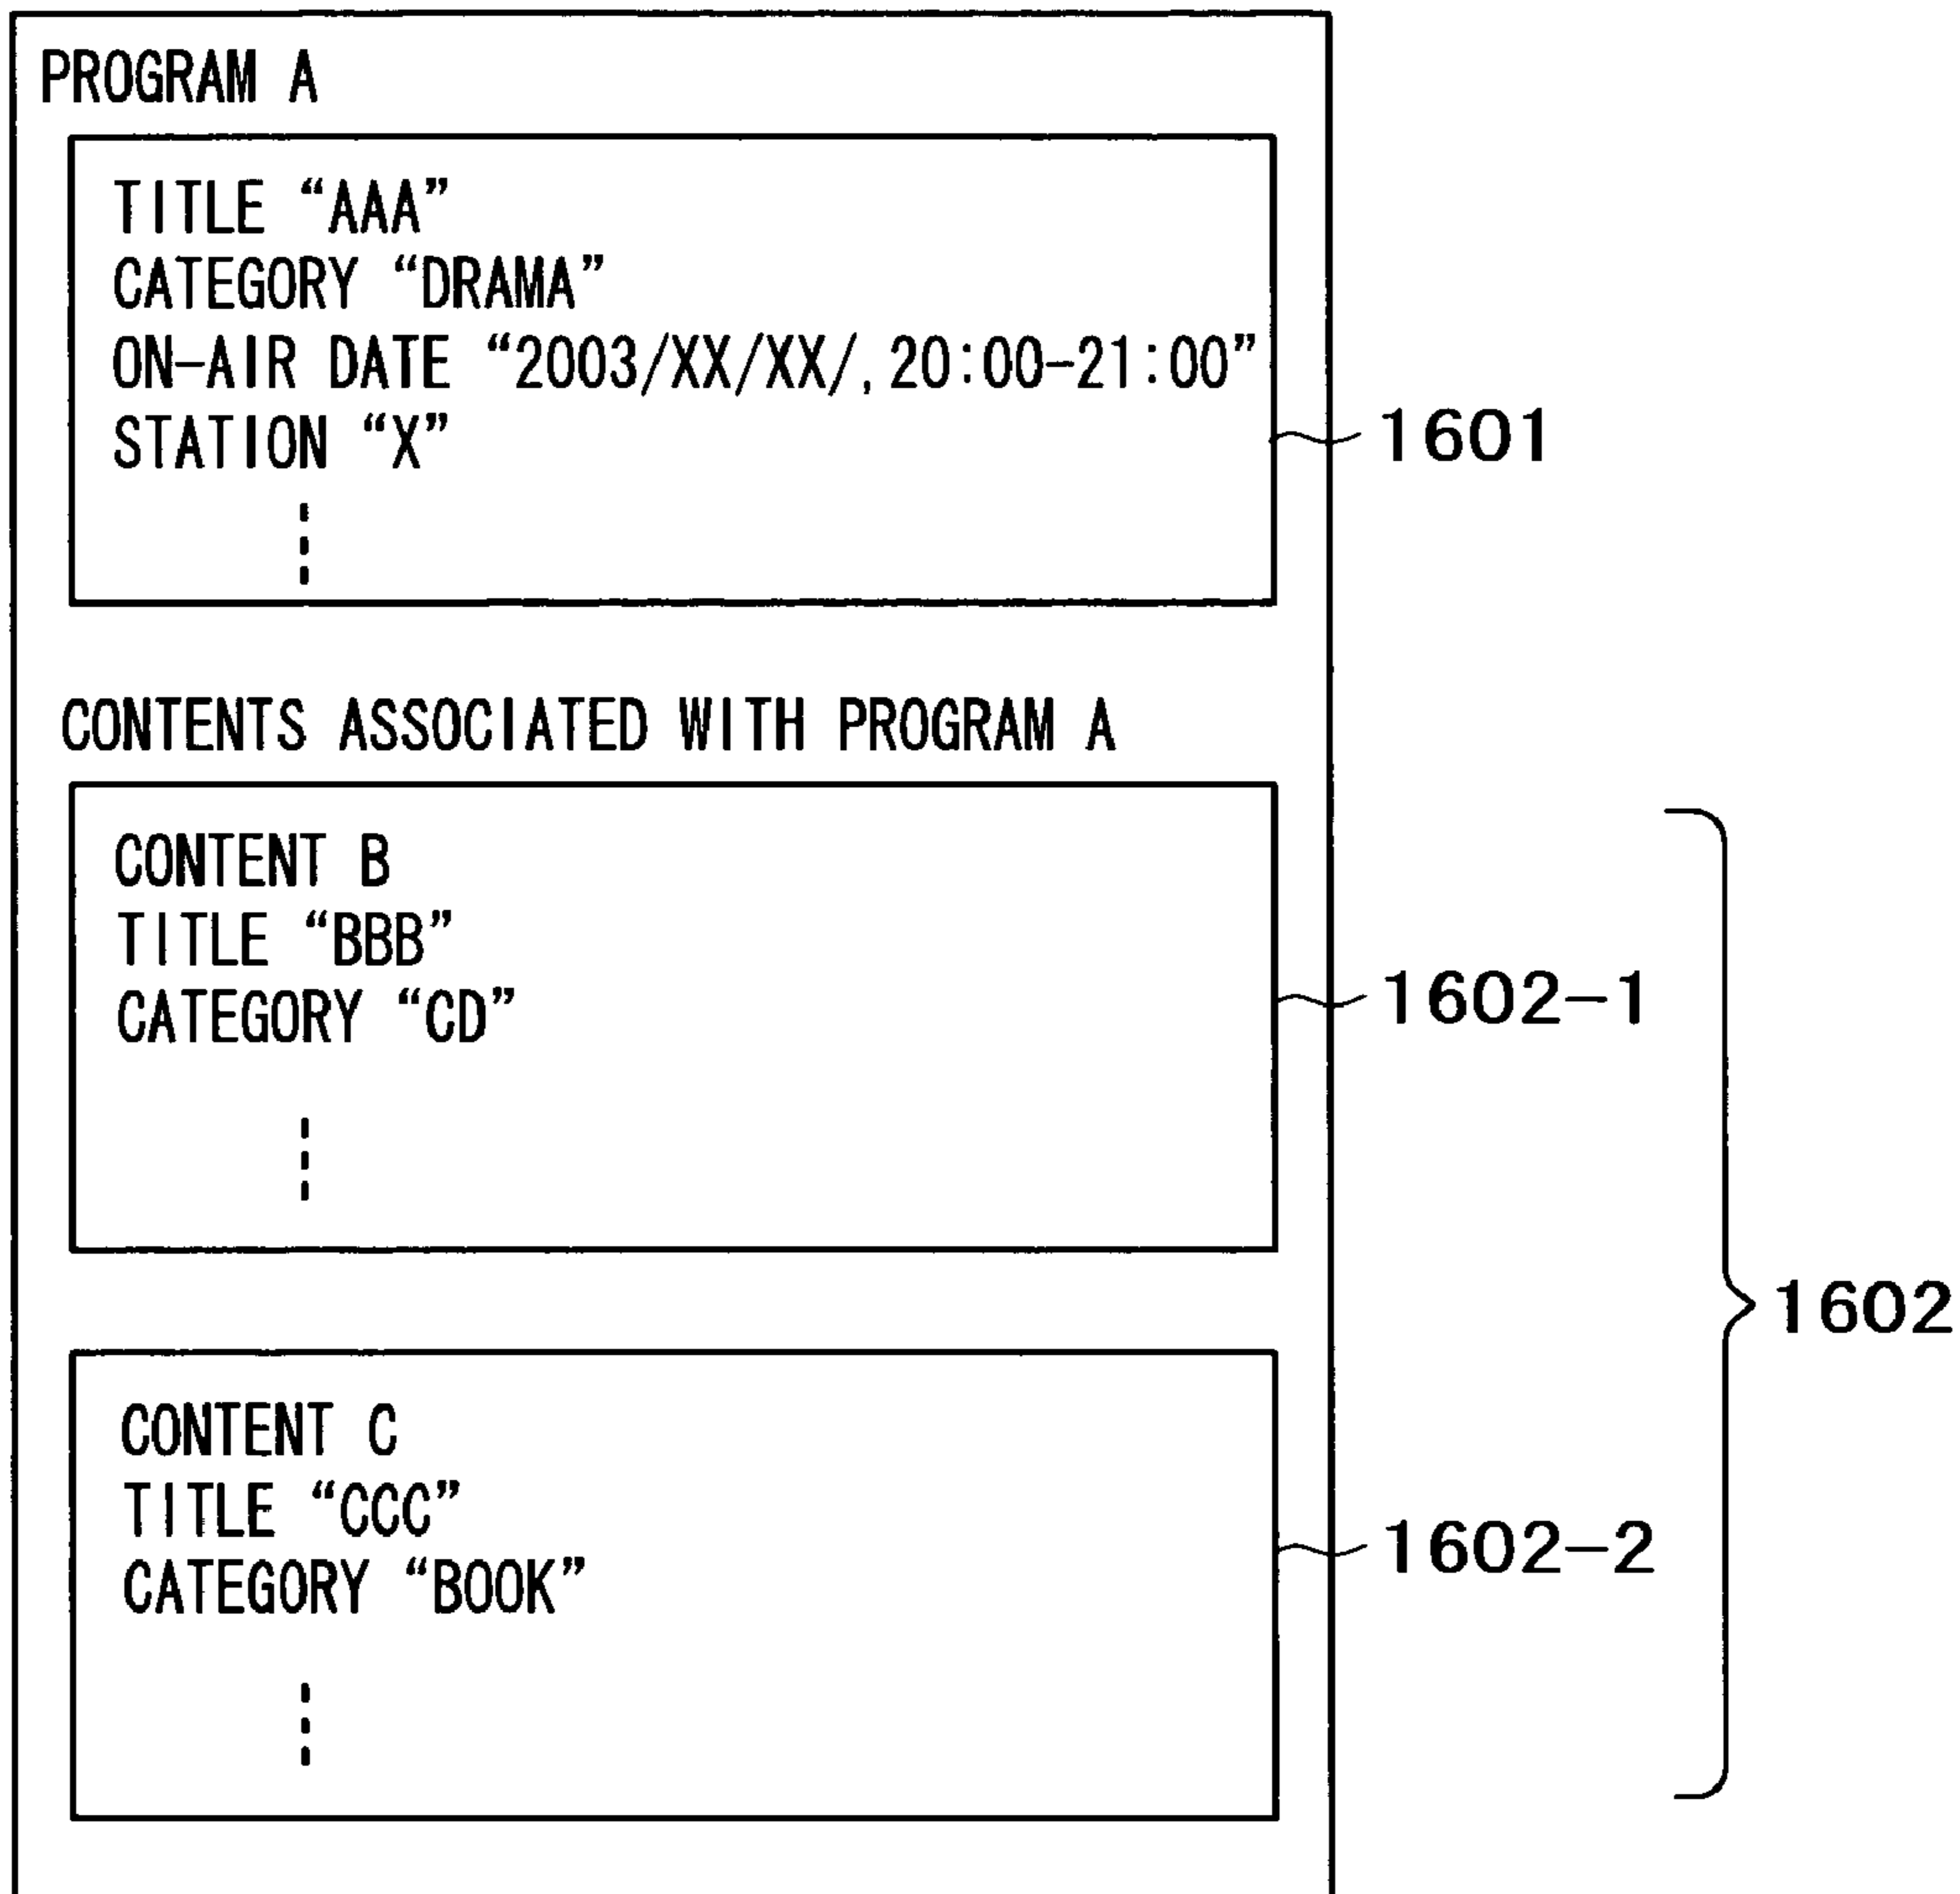 PROGRAM A
TITLE “AAA”
CATEGORY “DRAMA”
ON-AIR DATE “2003/XX/XX/, 20:00-21:00”
STATION “X”
1601
CONTENTS ASSOCIATED WITH PROGRAM A
CONTENT B
TITLE “BBB”
CATEGORY “CD”
1602-1
1602
CONTENT C
TITLE “CCC”
CATEGORY “BOOK”
1602-2